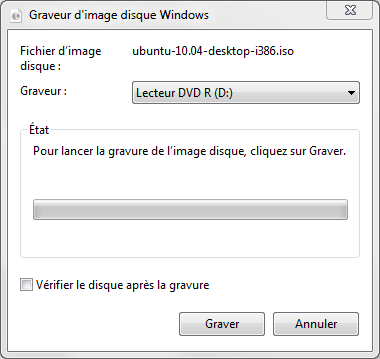 Graveur d'image disque Windows
Fichier d'image ubuntu-10.04-desktop-i386.iso
disque :
Graveur : Lecteur DVD R (D:)
État
Pour lancer la gravure de l'image disque, cliquez sur Graver.
Vérifier le disque après la gravure
Graver Annuler